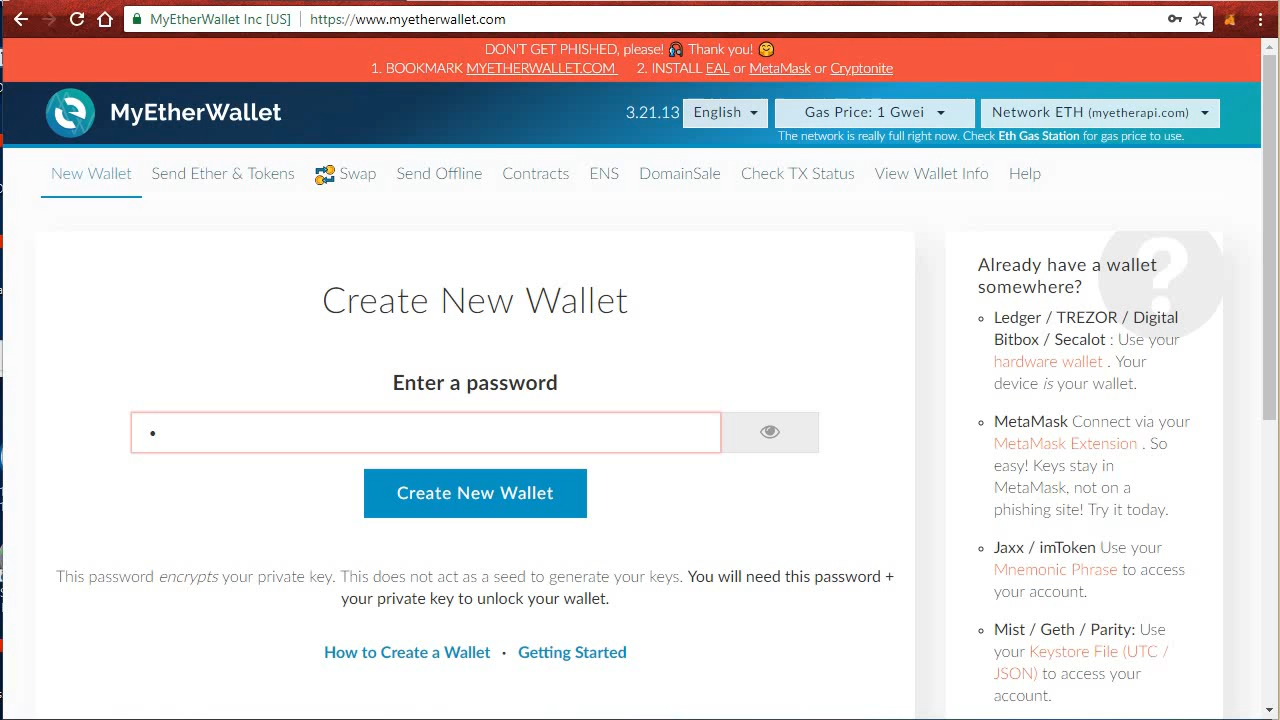 MyEtherWallet Inc [US] https://www.myetherwallet.com
DON'T GET PHISHED, please! Thank you!
1. BOOKMARK MYETHERWALLET.COM 2. INSTALL EAL or MetaMask or Cryptonite
MyEtherWallet
3.21.13 English Gas Price: 1 Gwei Network ETH (myetherapi.com)
The network is really full right now. Check Eth Gas Station for gas price to use.
New Wallet Send Ether & Tokens Swap Send Offline Contracts ENS DomainSale Check TX Status View Wallet Info Help
Create New Wallet
Enter a password
Create New Wallet
This password encrypts your private key. This does not act as a seed to generate your keys. You will need this password +
your private key to unlock your wallet.
How to Create a Wallet · Getting Started
Already have a wallet
somewhere?
Ledger / TREZOR / Digital
Bitbox / Secalot : Use your
hardware wallet . Your
device is your wallet.
MetaMask Connect via your
MetaMask Extension . So
easy! Keys stay in
MetaMask, not on a
phishing site! Try it today.
Jaxx / imToken Use your
Mnemonic Phrase to access
your account.
Mist / Geth / Parity: Use
your Keystore File (UTC /
JSON) to access your
account.